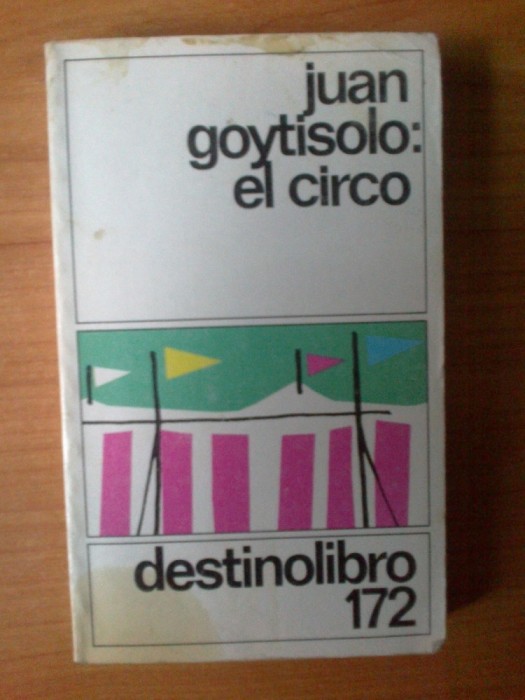 juan
goytisolo:
el circo
destinolibro
172